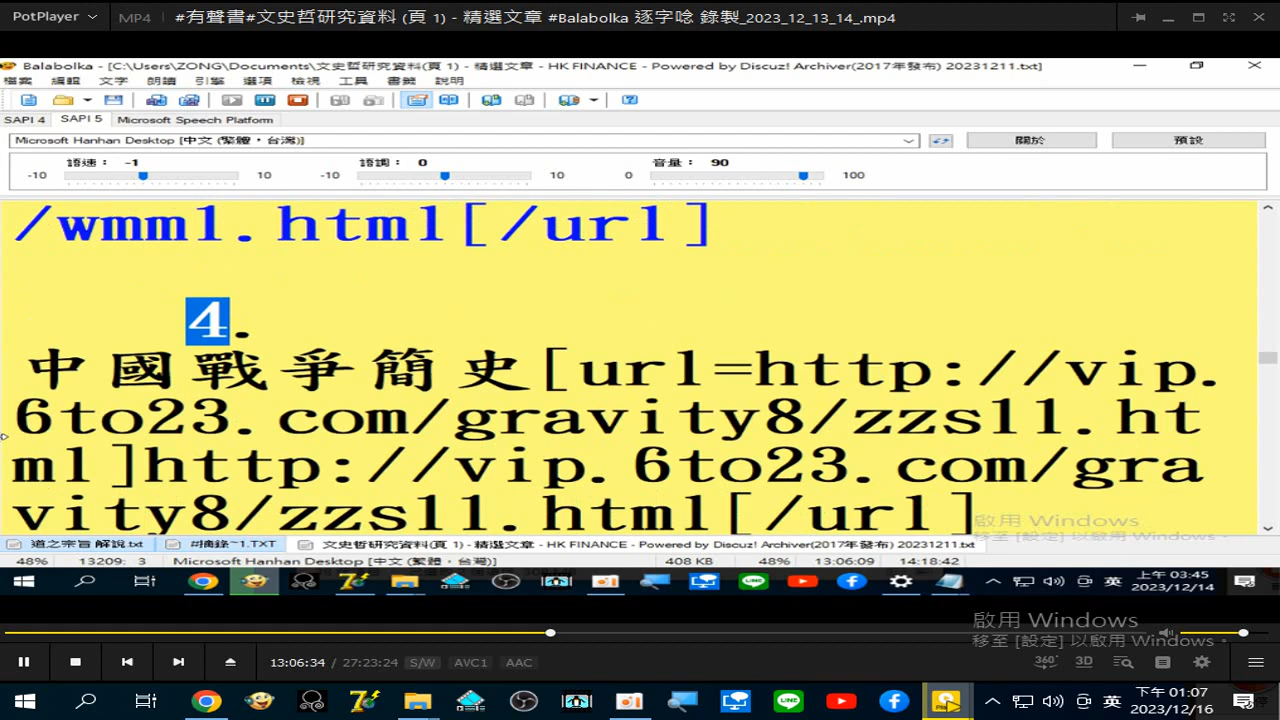 PotPlayer MP4 #有聲書#文史哲研究資料 (頁 1) - 精選文章 #Balabolka 逐字唸 錄製_2023_12_13_14_.mp4
Balabolka - [C:\Users\ZONG\Documents\文史哲研究資料(頁 1) - 精選文章 - HK FINANCE - Powered by Discuz! Archiver(2017年發布) 20231211.txt]
檔案 編輯 文字 朗讀 引擎 選項 檢視 工具 書籤 說明
SAPI 4 SAPI 5 Microsoft Speech Platform
Microsoft Hanhan Desktop [中文 (繁體，台灣)] 關於 預設
語速： -1 語調： 0 音量： 90
-10 10 -10 10 0 100
/wmm1.html[/url]
4.
中國戰爭簡史[url=http://vip.
6to23.com/gravity8/zzs11.ht
ml]http://vip.6to23.com/gra
vity8/zzs11.html[/url]
啟用 Windows
移至 [設定] 以啟用 Windows。
道之宗旨 解說.txt #摘錄~1.TXT 文史哲研究資料(頁 1) - 精選文章 - HK FINANCE - Powered by Discuz! Archiver(2017年發布) 20231211.txt
48% 13209: 3 Microsoft Hanhan Desktop [中文 (繁體，台灣)] 408 KB 48% 13:06:09 14:18:42
英 上午 03:45
2023/12/14
啟用 Windows
移至 [設定] 以啟用 Windows。
13:06:34 / 27:23:24 S/W AVC1 AAC 360° 3D
英 下午 01:07
2023/12/16